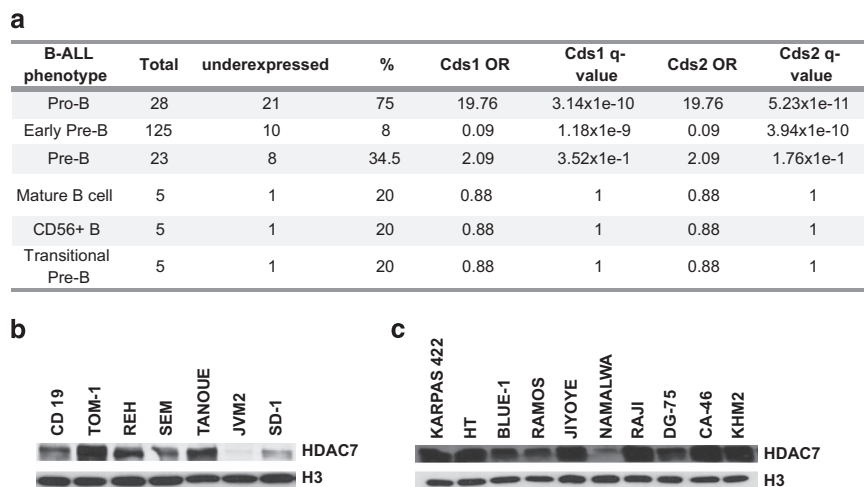 a
B-ALL phenotype Total underexpressed % Cds1 OR Cds1 q-value Cds2 OR Cds2 q-value
Pro-B 28 21 75 19.76 3.14x1e-10 19.76 5.23x1e-11
Early Pre-B 125 10 8 0.09 1.18x1e-9 0.09 3.94x1e-10
Pre-B 23 8 34.5 2.09 3.52x1e-1 2.09 1.76x1e-1
Mature B cell 5 1 20 0.88 1 0.88 1
CD56+ B 5 1 20 0.88 1 0.88 1
Transitional Pre-B 5 1 20 0.88 1 0.88 1
b
CD 19 TOM-1 REH SEM TANOUE JVM2 SD-1
HDAC7
H3
c
KARPAS 422 HT BLUE-1 RAMOS JIYOYE NAMALWA RAJI DG-75 CA-46 KHM2
HDAC7
H3